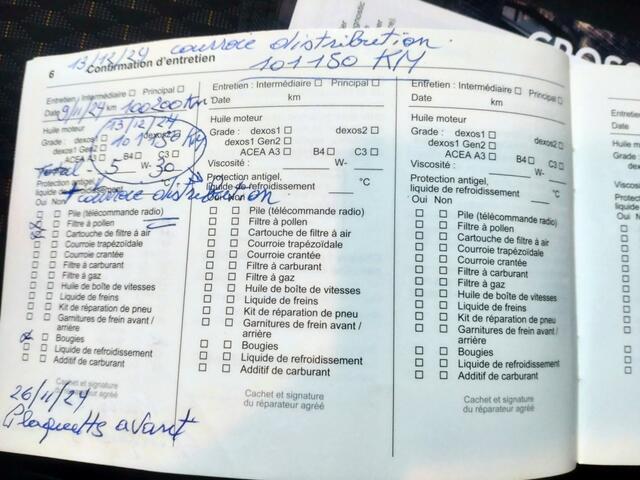 13/12/24 courroie distribution
101150 KM
6 Confirmation d'entretien
Entretien : Intermédiaire Principal
Date 9/11/24 km 100200 Km
13/12/24
Huile moteur
101150 KM
Grade : dexos1 dexos2
dexos1 Gen2
ACEA A3 B4 C3
Total 5 W- 30
Protection antigel,
liquide
+ courroie distribution
Oui Non
Pile (télécommande radio)
Filtre à pollen
Cartouche de filtre à air
Courroie trapézoïdale
Courroie crantée
Filtre à carburant
Filtre à gaz
Huile de boîte de vitesses
Liquide de freins
Kit de réparation de pneu
Garnitures de frein avant /
arrière
Bougies
Liquide de refroidissement
Additif de carburant
Cachet et signature
du réparateur agréé
26/11/24
Plaquetts avant
Entretien : Intermédiaire Principal
Date km
Huile moteur
Grade : dexos1 dexos2
dexos1 Gen2
ACEA A3 B4 C3
Viscosité : W-
Protection antigel, °C
liquide de refroidissement
Oui Non
Pile (télécommande radio)
Filtre à pollen
Cartouche de filtre à air
Courroie trapézoïdale
Courroie crantée
Filtre à carburant
Filtre à gaz
Huile de boîte de vitesses
Liquide de freins
Kit de réparation de pneu
Garnitures de frein avant /
arrière
Bougies
Liquide de refroidissement
Additif de carburant
Cachet et signature
du réparateur agréé
Entretien : Intermédiaire Principal
Date km
Huile moteur
Grade : dexos1 dexos2
dexos1 Gen2
ACEA A3 B4 C3
Viscosité : W-
Protection antigel, °C
liquide de refroidissement
Oui Non
Pile (télécommande radio)
Filtre à pollen
Cartouche de filtre à air
Courroie trapézoïdale
Courroie crantée
Filtre à carburant
Filtre à gaz
Huile de boîte de vitesses
Liquide de freins
Kit de réparation de pneu
Garnitures de frein avant /
arrière
Bougies
Liquide de refroidissement
Additif de carburant
Cachet et signature
du réparateur agréé